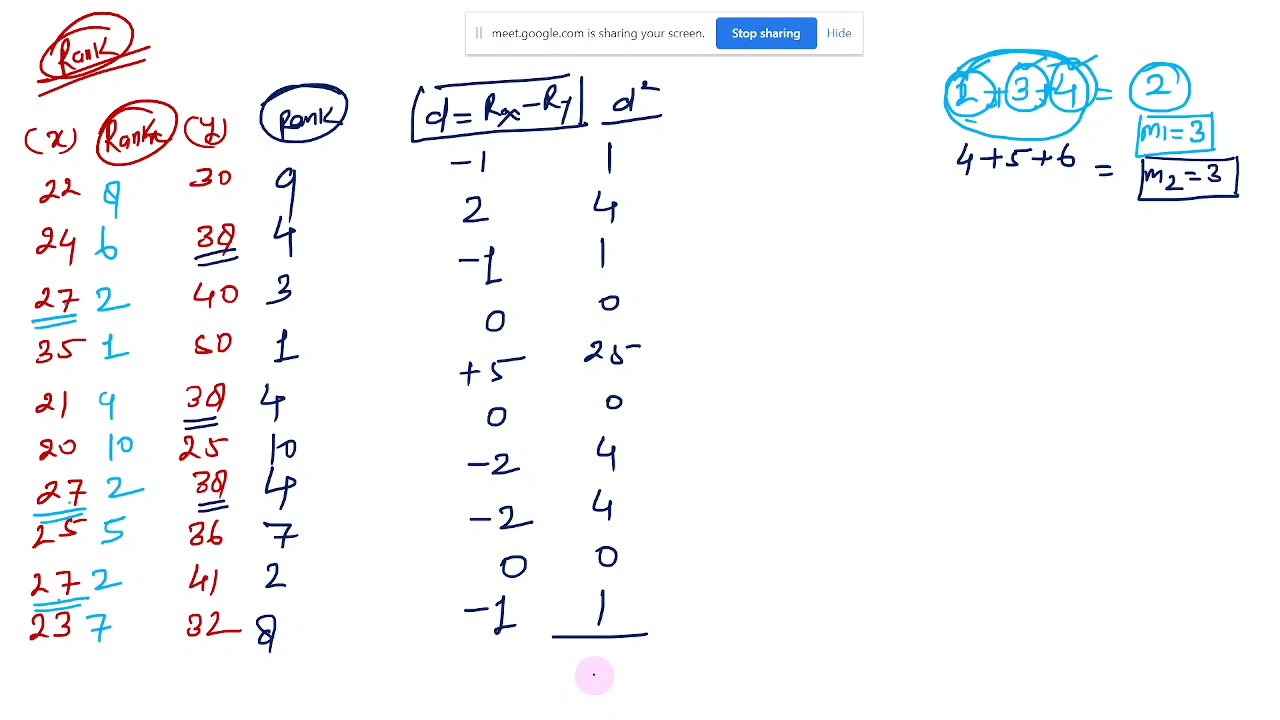 meet.google.com is sharing your screen. Stop sharing Hide
Rank
2+3+4 = 2
m1=3
4+5+6 =
m2=3
(x) Rank (y) Rank d=Rx-Ry d²
22 8 30 9 -1 1
24 6 38 4 2 4
27 2 40 3 -1 1
35 1 50 1 0 0
21 9 38 4 +5 25
20 10 25 10 0 0
27 2 38 4 -2 4
25 5 36 7 -2 4
27 2 41 2 0 0
23 7 32 8 -1 1